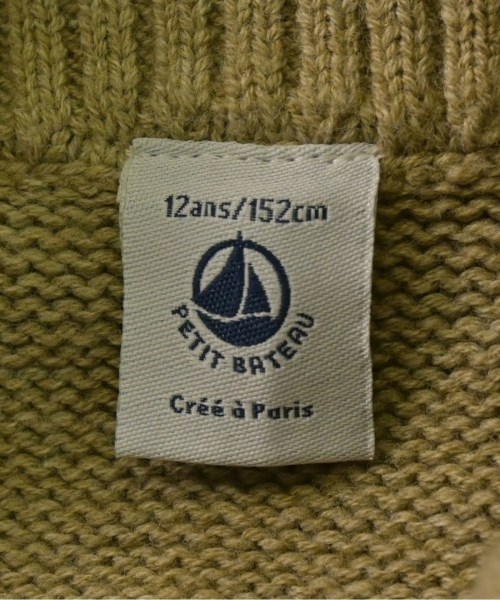 12ans/152cm
PETIT BATEAU
Créé à Paris